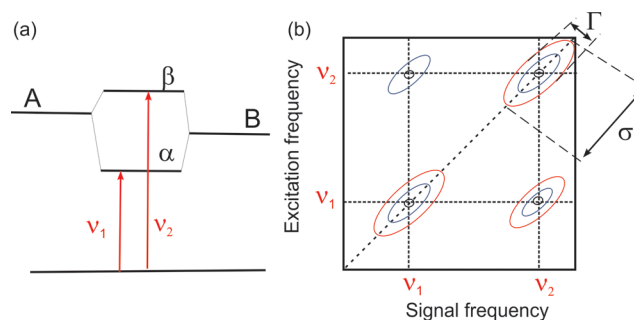 (a)
β
A
B
α
ν₁
ν₂
(b)
Γ
Excitation frequency
ν₂
σ
ν₁
ν₁
ν₂
Signal frequency